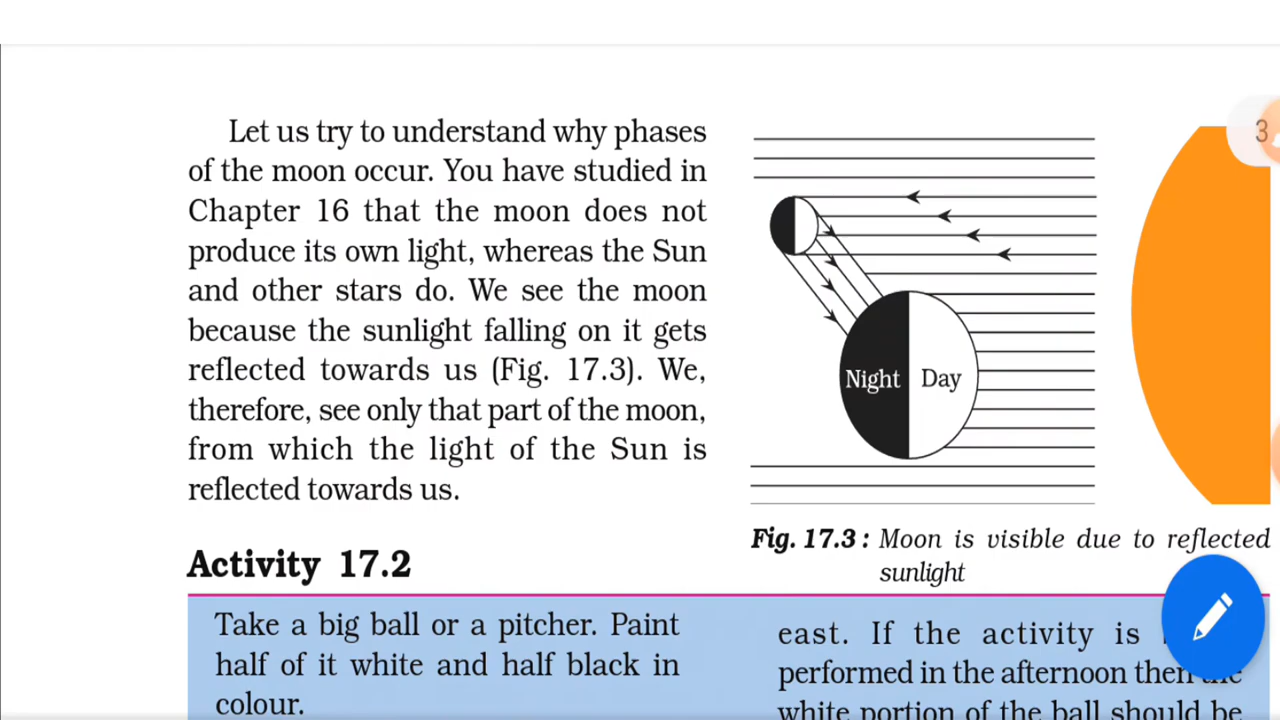 Let us try to understand why phases
of the moon occur. You have studied in
Chapter 16 that the moon does not
produce its own light, whereas the Sun
and other stars do. We see the moon
because the sunlight falling on it gets
reflected towards us (Fig. 17.3). We,
therefore, see only that part of the moon,
from which the light of the Sun is
reflected towards us.
Activity 17.2
Take a big ball or a pitcher. Paint
half of it white and half black in
colour.
3
Night Day
Fig. 17.3 : Moon is visible due to reflected
sunlight
east. If the activity is
performed in the afternoon then the
white portion of the ball should be